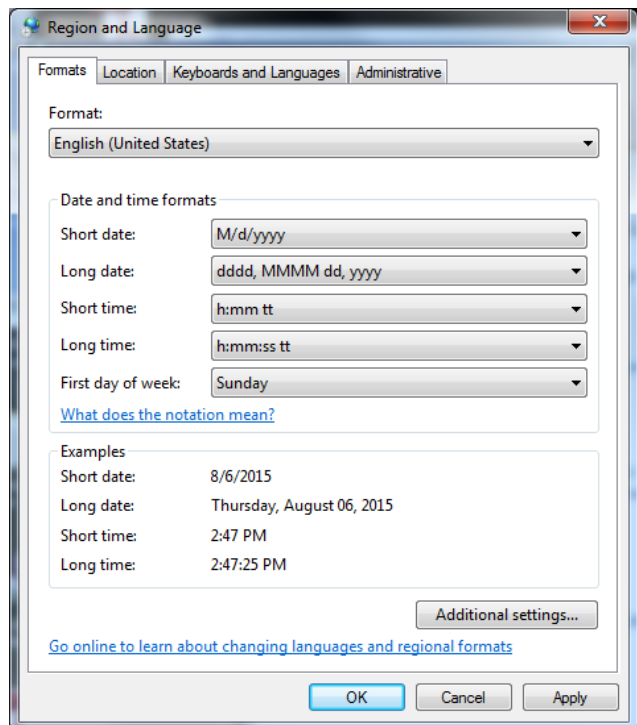 Region and Language
Formats Location Keyboards and Languages Administrative
Format:
English (United States)
Date and time formats
Short date: M/d/yyyy
Long date: dddd, MMMM dd, yyyy
Short time: h:mm tt
Long time: h:mm:ss tt
First day of week: Sunday
What does the notation mean?
Examples
Short date: 8/6/2015
Long date: Thursday, August 06, 2015
Short time: 2:47 PM
Long time: 2:47:25 PM
Additional settings...
Go online to learn about changing languages and regional formats
OK Cancel Apply